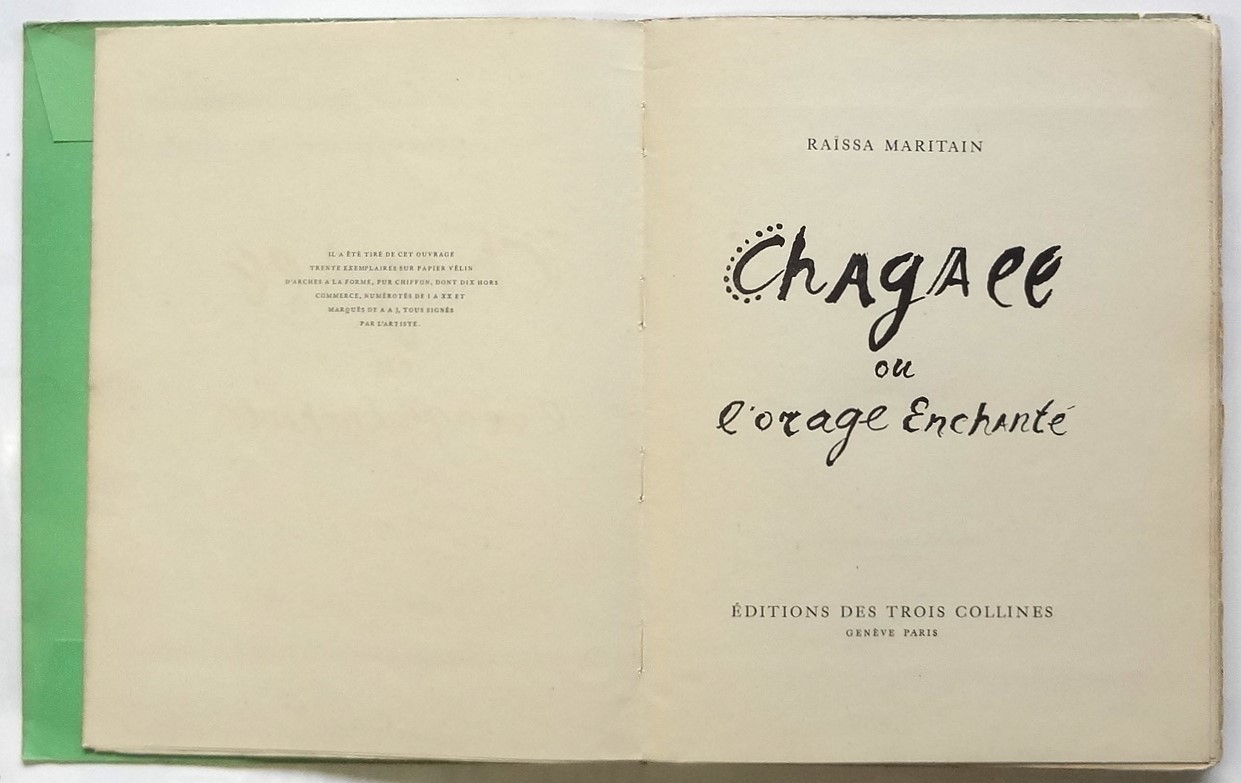 IL A ÉTÉ TIRÉ DE CET OUVRAGE
TRENTE EXEMPLAIRES SUR PAPIER VÉLIN
D'ARCHES A LA FORME, PUR CHIFFON, DONT DIX HORS
COMMERCE, NUMÉROTÉS DE I A XX ET
MARQUÉS DE A A J, TOUS SIGNÉS
PAR L'ARTISTE.
RAÏSSA MARITAIN
Chagall
ou
l'orage Enchanté
ÉDITIONS DES TROIS COLLINES
GENÈVE PARIS